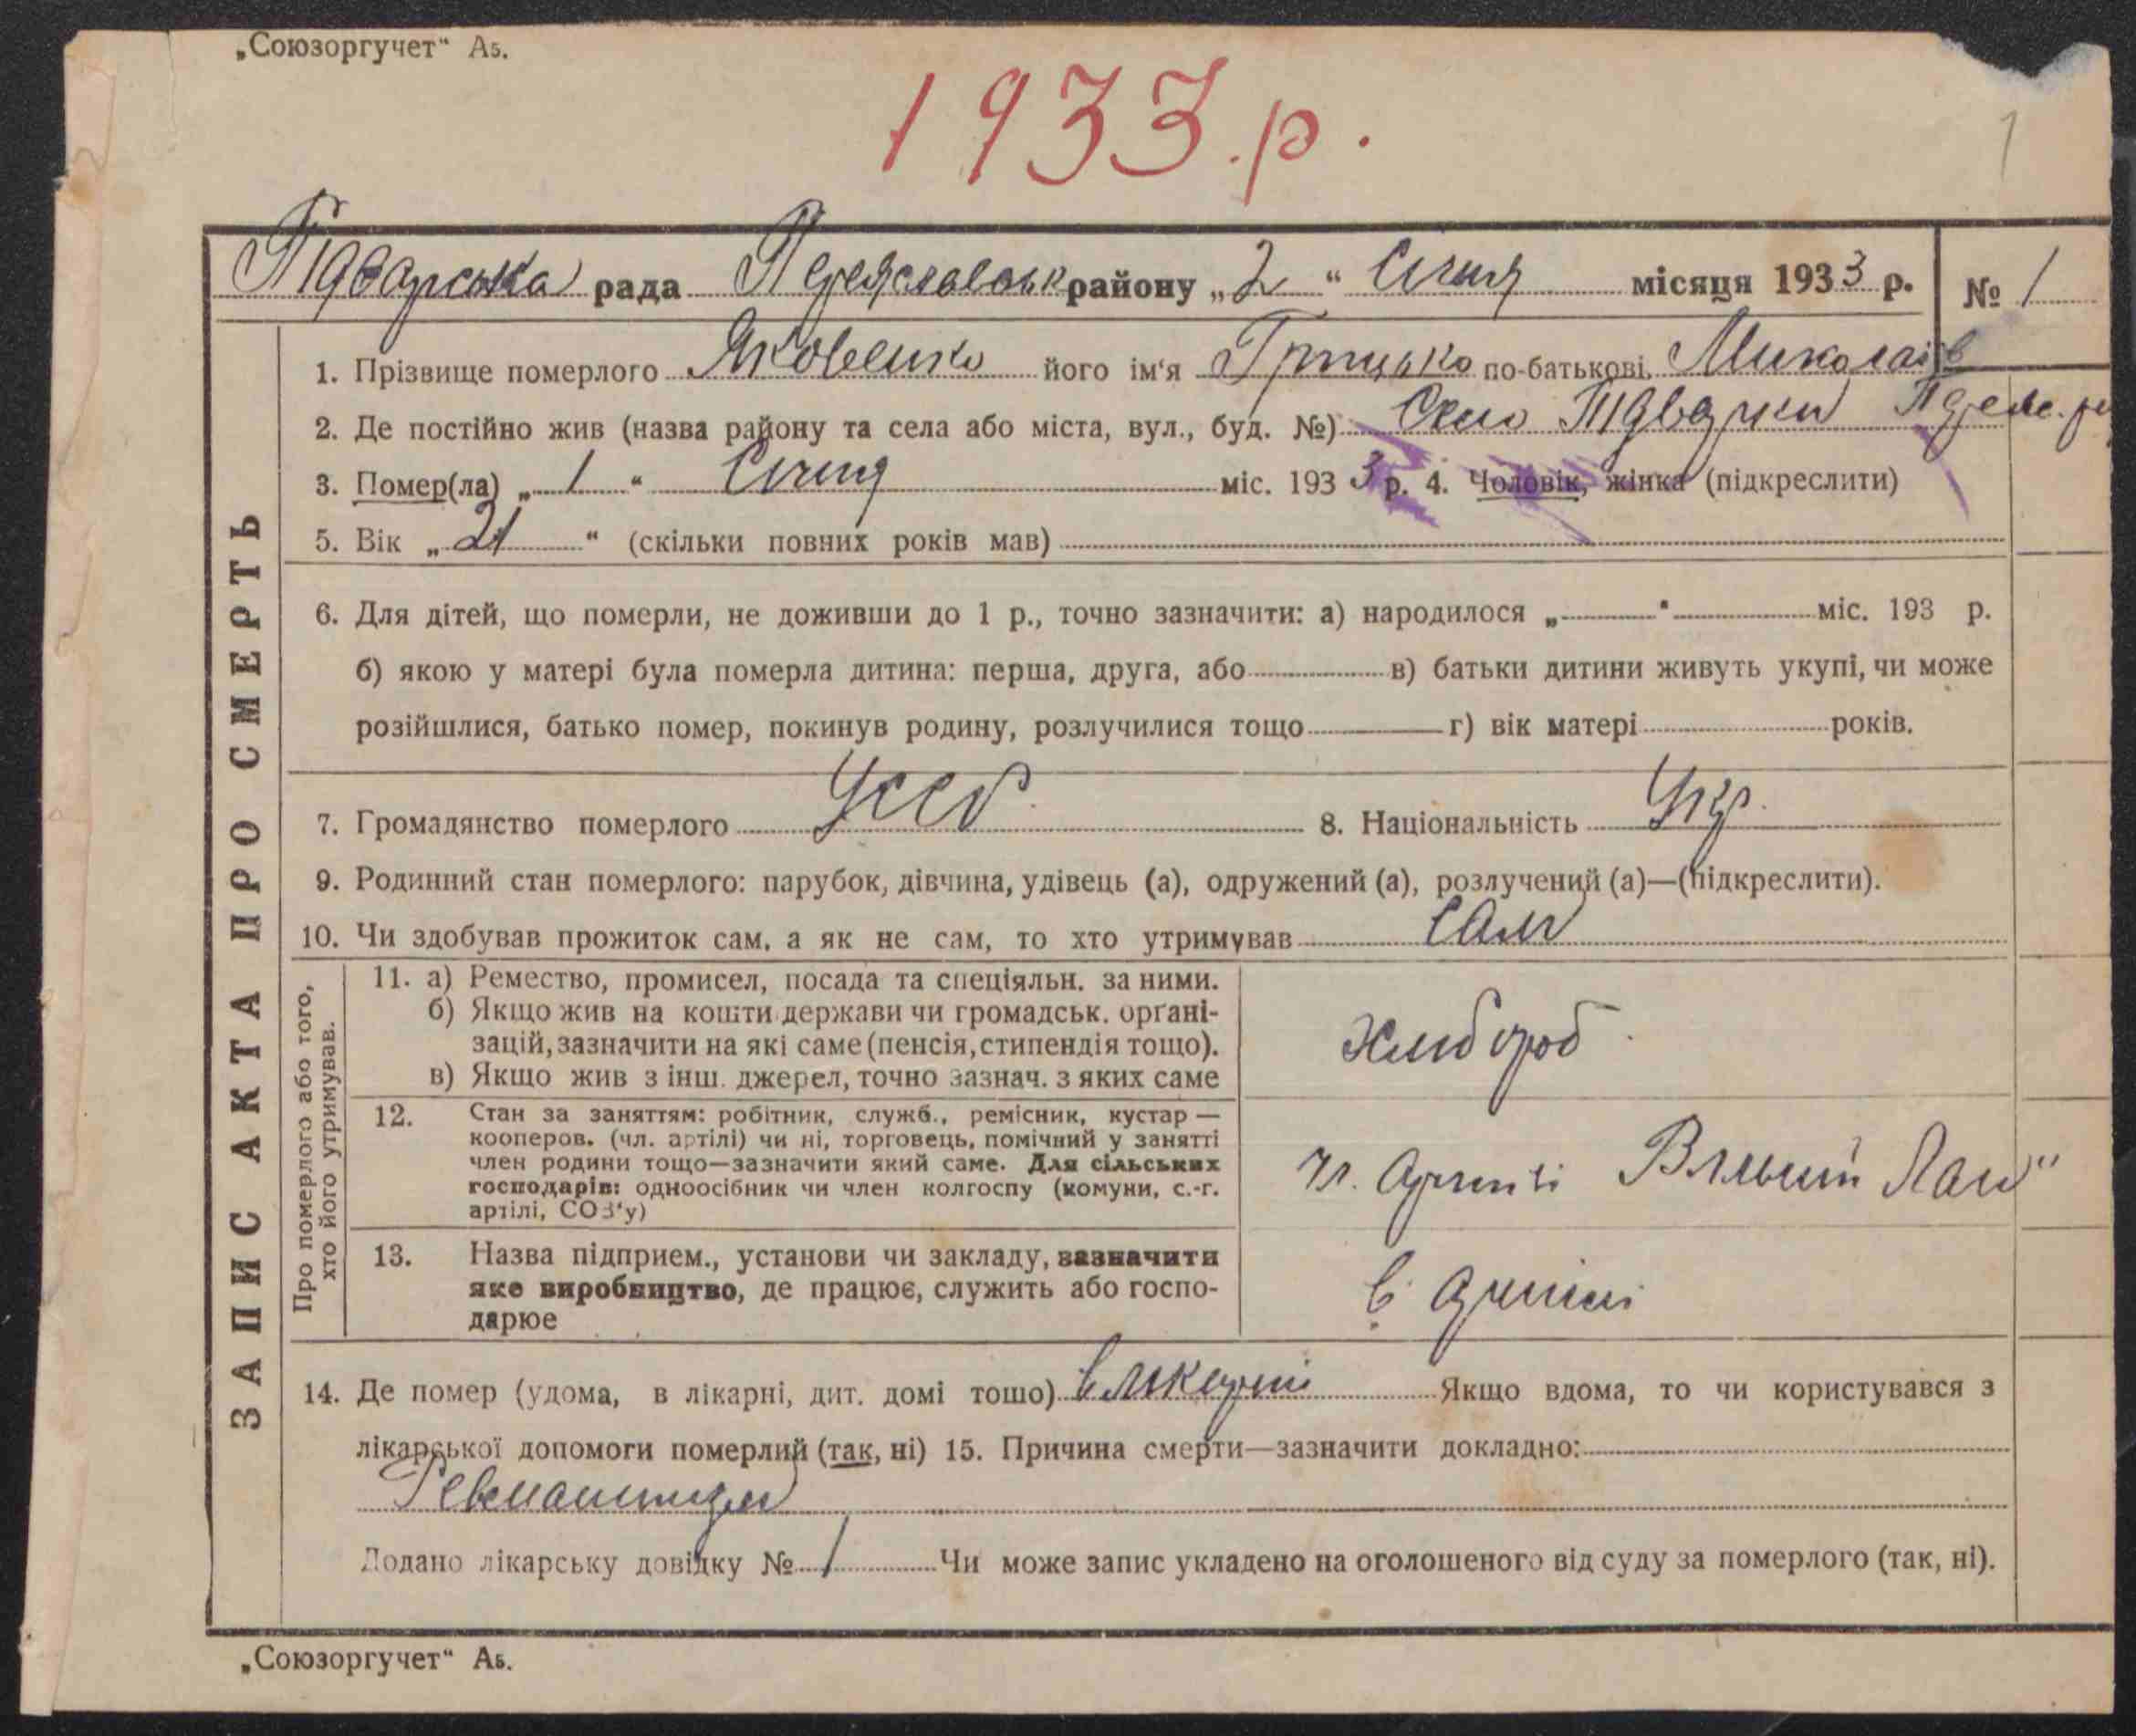 „Союзоргучет“ А5.
1933.р.
1
Підварська рада Переяславськ району „2“ Січня місяця 1933 р. № 1
1. Прізвище померлого Яковенко його ім‘я Грицько по-батькові Миколаїв
2. Де постійно жив (назва району та села або міста, вул., буд. №) Село Підварки
3. Помер(ла) „1“ Січня міс. 1933 р. 4. Чоловік, жінка (підкреслити)
5. Вік „21“ (скільки повних років мав)
6. Для дітей, що померли, не доживши до 1 р., точно зазначити: а) народилося „ “ міс. 193 р.
б) якою у матері була померла дитина: перша, друга, або в) батьки дитини живуть укупі, чи може
розійшлися, батько помер, покинув родину, розлучилися тощо г) вік матері років.
7. Громадянство померлого УССР 8. Національність Укр.
9. Родинний стан померлого: парубок, дівчина, удівець (а), одружений (а), розлучений (а)—(підкреслити).
10. Чи здобував прожиток сам, а як не сам, то хто утримував сам
ЗАПИС АКТА ПРО СМЕРТЬ
Про померлого або того,
хто його утримував.
11. а) Ремество, промисел, посада та спеціяльн. за ними.
б) Якщо жив на кошти держави чи громадськ. орґані-
зацій, зазначити на які саме (пенсія, стипендія тощо).
в) Якщо жив з інш. джерел, точно зазнач. з яких саме
Хлибороб
12. Стан за заняттям: робітник, служб., ремісник, кустар —
кооперов. (чл. артілі) чи ні, торговець, помічний у занятті
член родини тощо—зазначити який саме. Для сільських
господарів: одноосібник чи член колгоспу (комуни, с.-г.
артілі, СОЗ‘у)
чл. артілі Вільний Лан"
13. Назва підприєм., установи чи закладу, зазначити
яке виробництво, де працює, служить або госпо-
дарює
в артілі
14. Де помер (удома, в лікарні, дит. домі тощо) в лікарні Якщо вдома, то чи користувався з
лікарської допомоги померлий (так, ні) 15. Причина смерти—зазначити докладно:
Ревматизм
Додано лікарську довідку № 1 Чи може запис укладено на оголошеного від суду за померлого (так, ні).
„Союзоргучет“ А5.